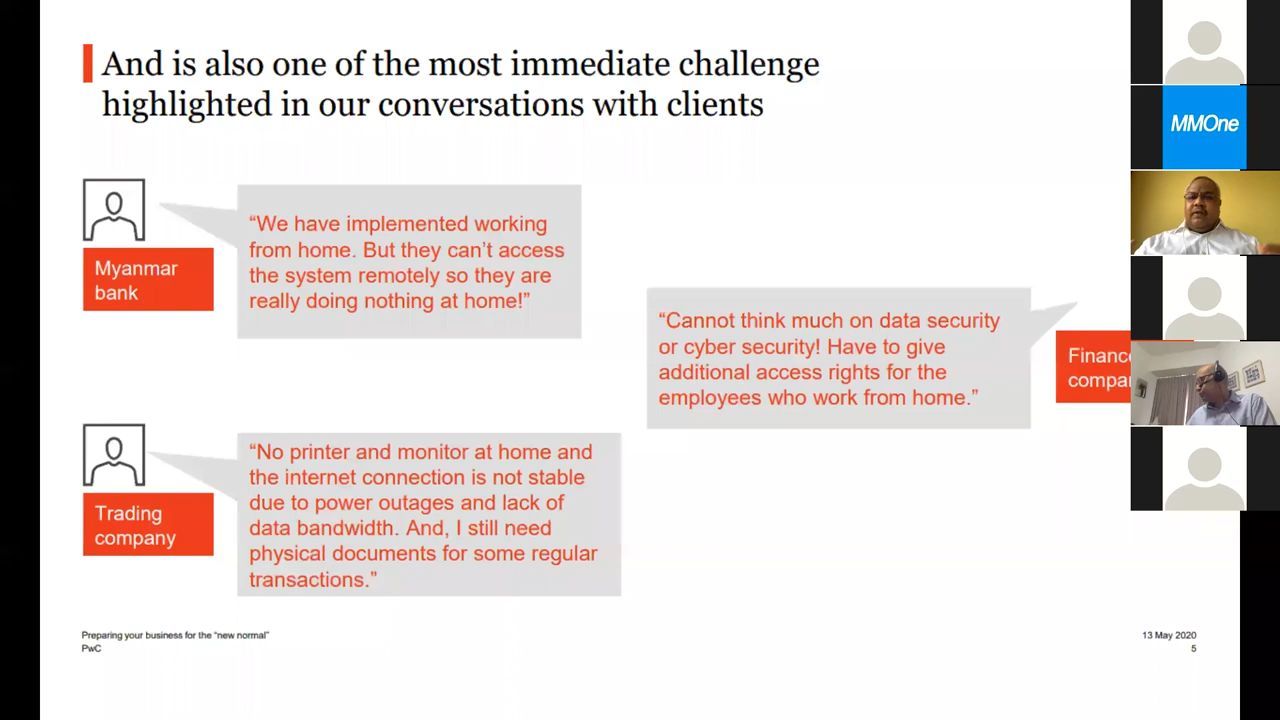 And is also one of the most immediate challenge
highlighted in our conversations with clients
Myanmar
bank
“We have implemented working
from home. But they can’t access
the system remotely so they are
really doing nothing at home!”
“Cannot think much on data security
or cyber security! Have to give
additional access rights for the
employees who work from home.”
Trading
company
“No printer and monitor at home and
the internet connection is not stable
due to power outages and lack of
data bandwidth. And, I still need
physical documents for some regular
transactions.”
Preparing your business for the “new normal”
PwC
13 May 2020
5
MMOne